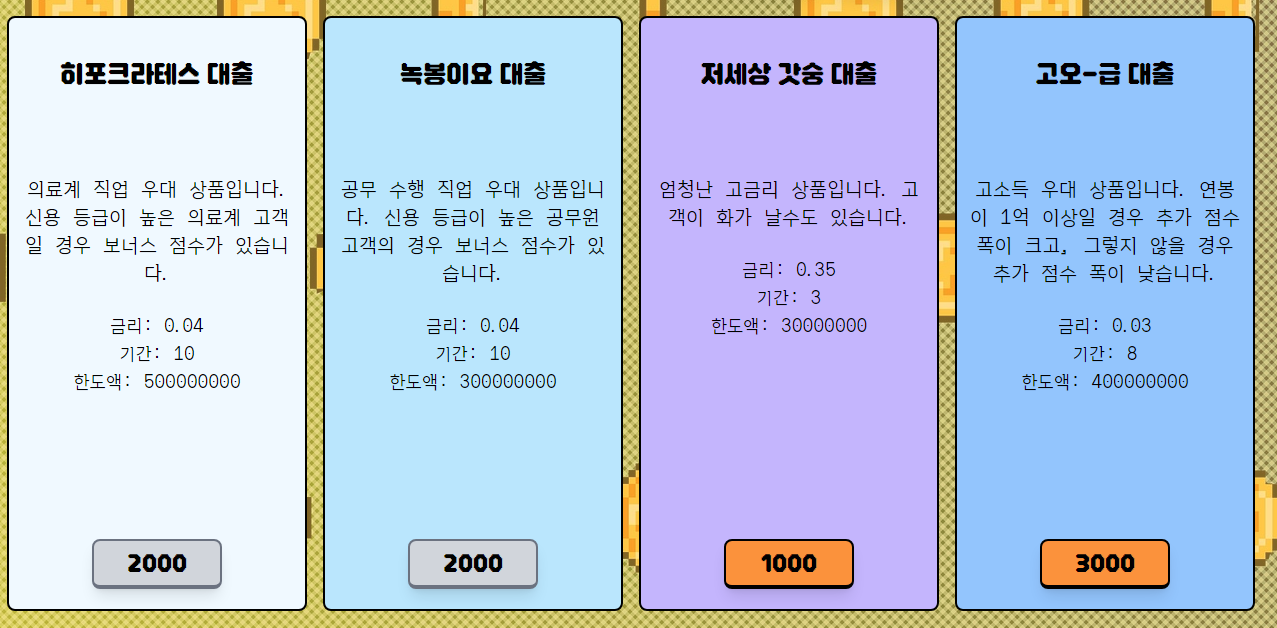 히포크라테스 대출
의료계 직업 우대 상품입니다.
신용 등급이 높은 의료계 고객
일 경우 보너스 점수가 있습니
다.
금리: 0.04
기간: 10
한도액: 500000000
2000
녹봉이요 대출
공무 수행 직업 우대 상품입니
다. 신용 등급이 높은 공무원
고객의 경우 보너스 점수가 있
습니다.
금리: 0.04
기간: 10
한도액: 300000000
2000
저세상 갓숭 대출
엄청난 고금리 상품입니다. 고
객이 화가 날수도 있습니다.
금리: 0.35
기간: 3
한도액: 30000000
1000
고오-급 대출
고소득 우대 상품입니다. 연봉
이 1억 이상일 경우 추가 점수
폭이 크고, 그렇지 않을 경우
추가 점수 폭이 낮습니다.
금리: 0.03
기간: 8
한도액: 400000000
3000